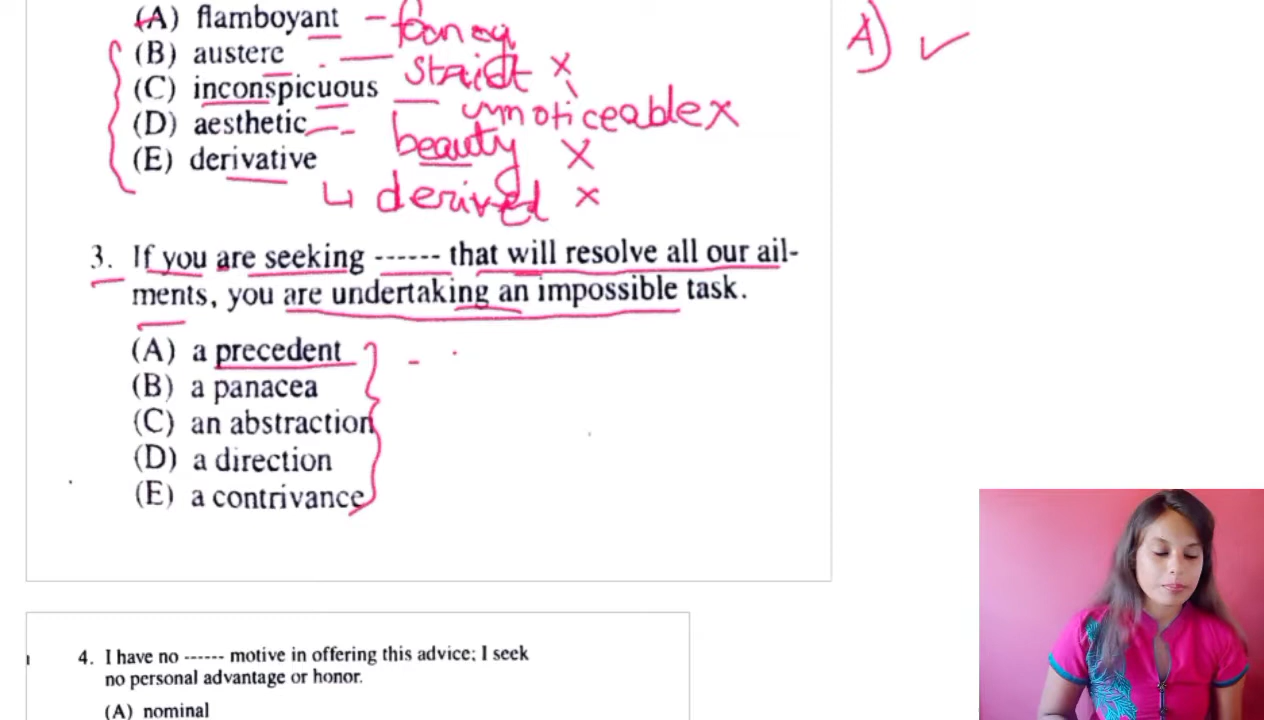 (A) flamboyant - fancy
A) ✓
(B) austere - strict ×
(C) inconspicuous - unnoticeable ×
(D) aesthetic - beauty ×
(E) derivative
↳ derived ×
3. If you are seeking ------ that will resolve all our ail-
ments, you are undertaking an impossible task.
(A) a precedent -
(B) a panacea
(C) an abstraction
(D) a direction
(E) a contrivance
4. I have no ------ motive in offering this advice; I seek
no personal advantage or honor.
(A) nominal